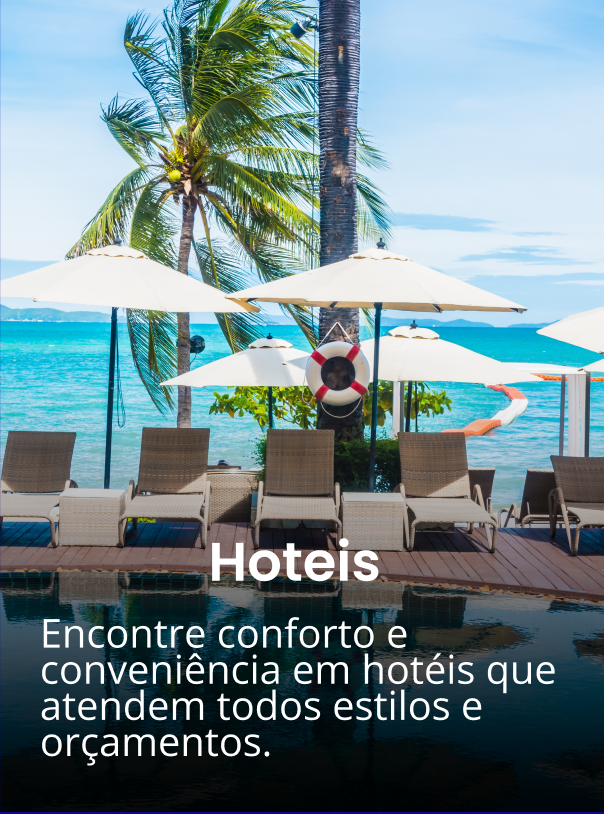 Hoteis
Encontre conforto e
conveniência em hotéis que
atendem todos estilos e
orçamentos.